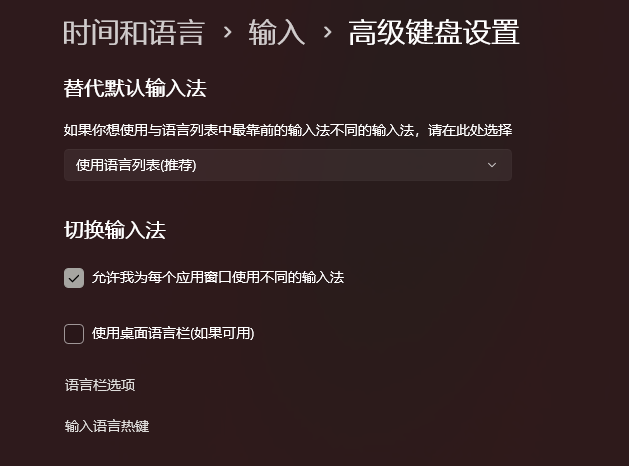 时间和语言 › 输入 › 高级键盘设置
替代默认输入法
如果你想使用与语言列表中最靠前的输入法不同的输入法，请在此处选择
使用语言列表(推荐)
切换输入法
允许我为每个应用窗口使用不同的输入法
使用桌面语言栏(如果可用)
语言栏选项
输入语言热键